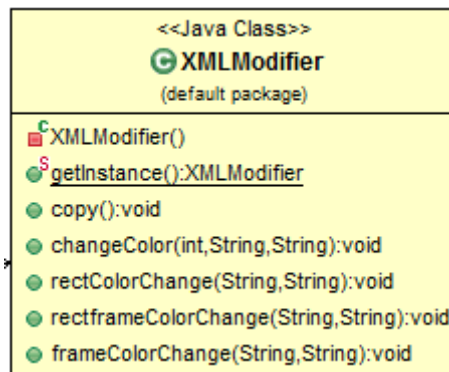 <<Java Class>>
C XMLModifier
(default package)
C XMLModifier()
S getInstance():XMLModifier
copy():void
changeColor(int,String,String):void
rectColorChange(String,String):void
rectframeColorChange(String,String):void
frameColorChange(String,String):void